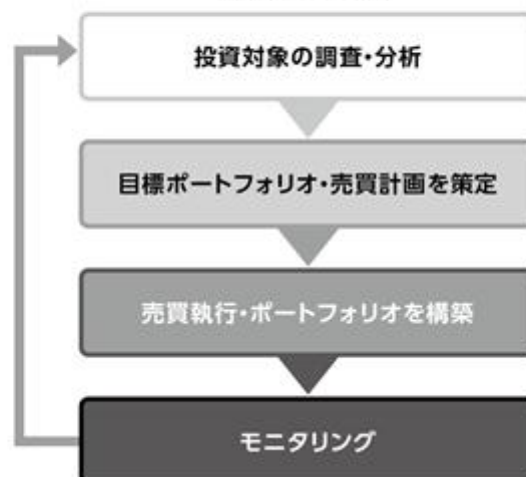 投資対象の調査・分析
目標ポートフォリオ・売買計画を策定
売買執行・ポートフォリオを構築
モニタリング